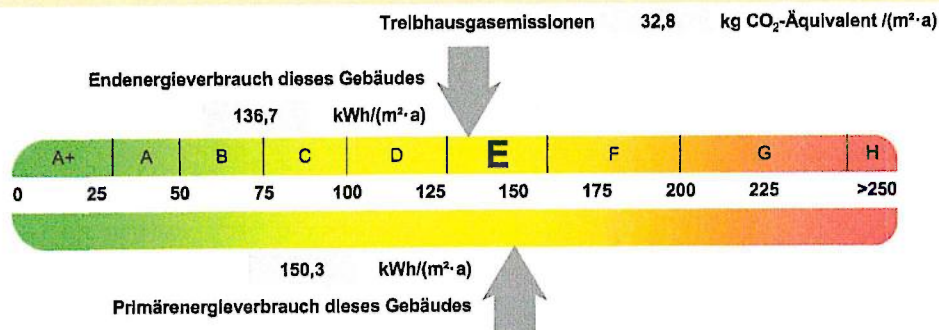 Treibhausgasemissionen 32,8 kg CO₂-Äquivalent /(m²·a)
Endenergieverbrauch dieses Gebäudes
136,7 kWh/(m²·a)
A+ A B C D E F G H
0 25 50 75 100 125 150 175 200 225 >250
150,3 kWh/(m²·a)
Primärenergieverbrauch dieses Gebäudes